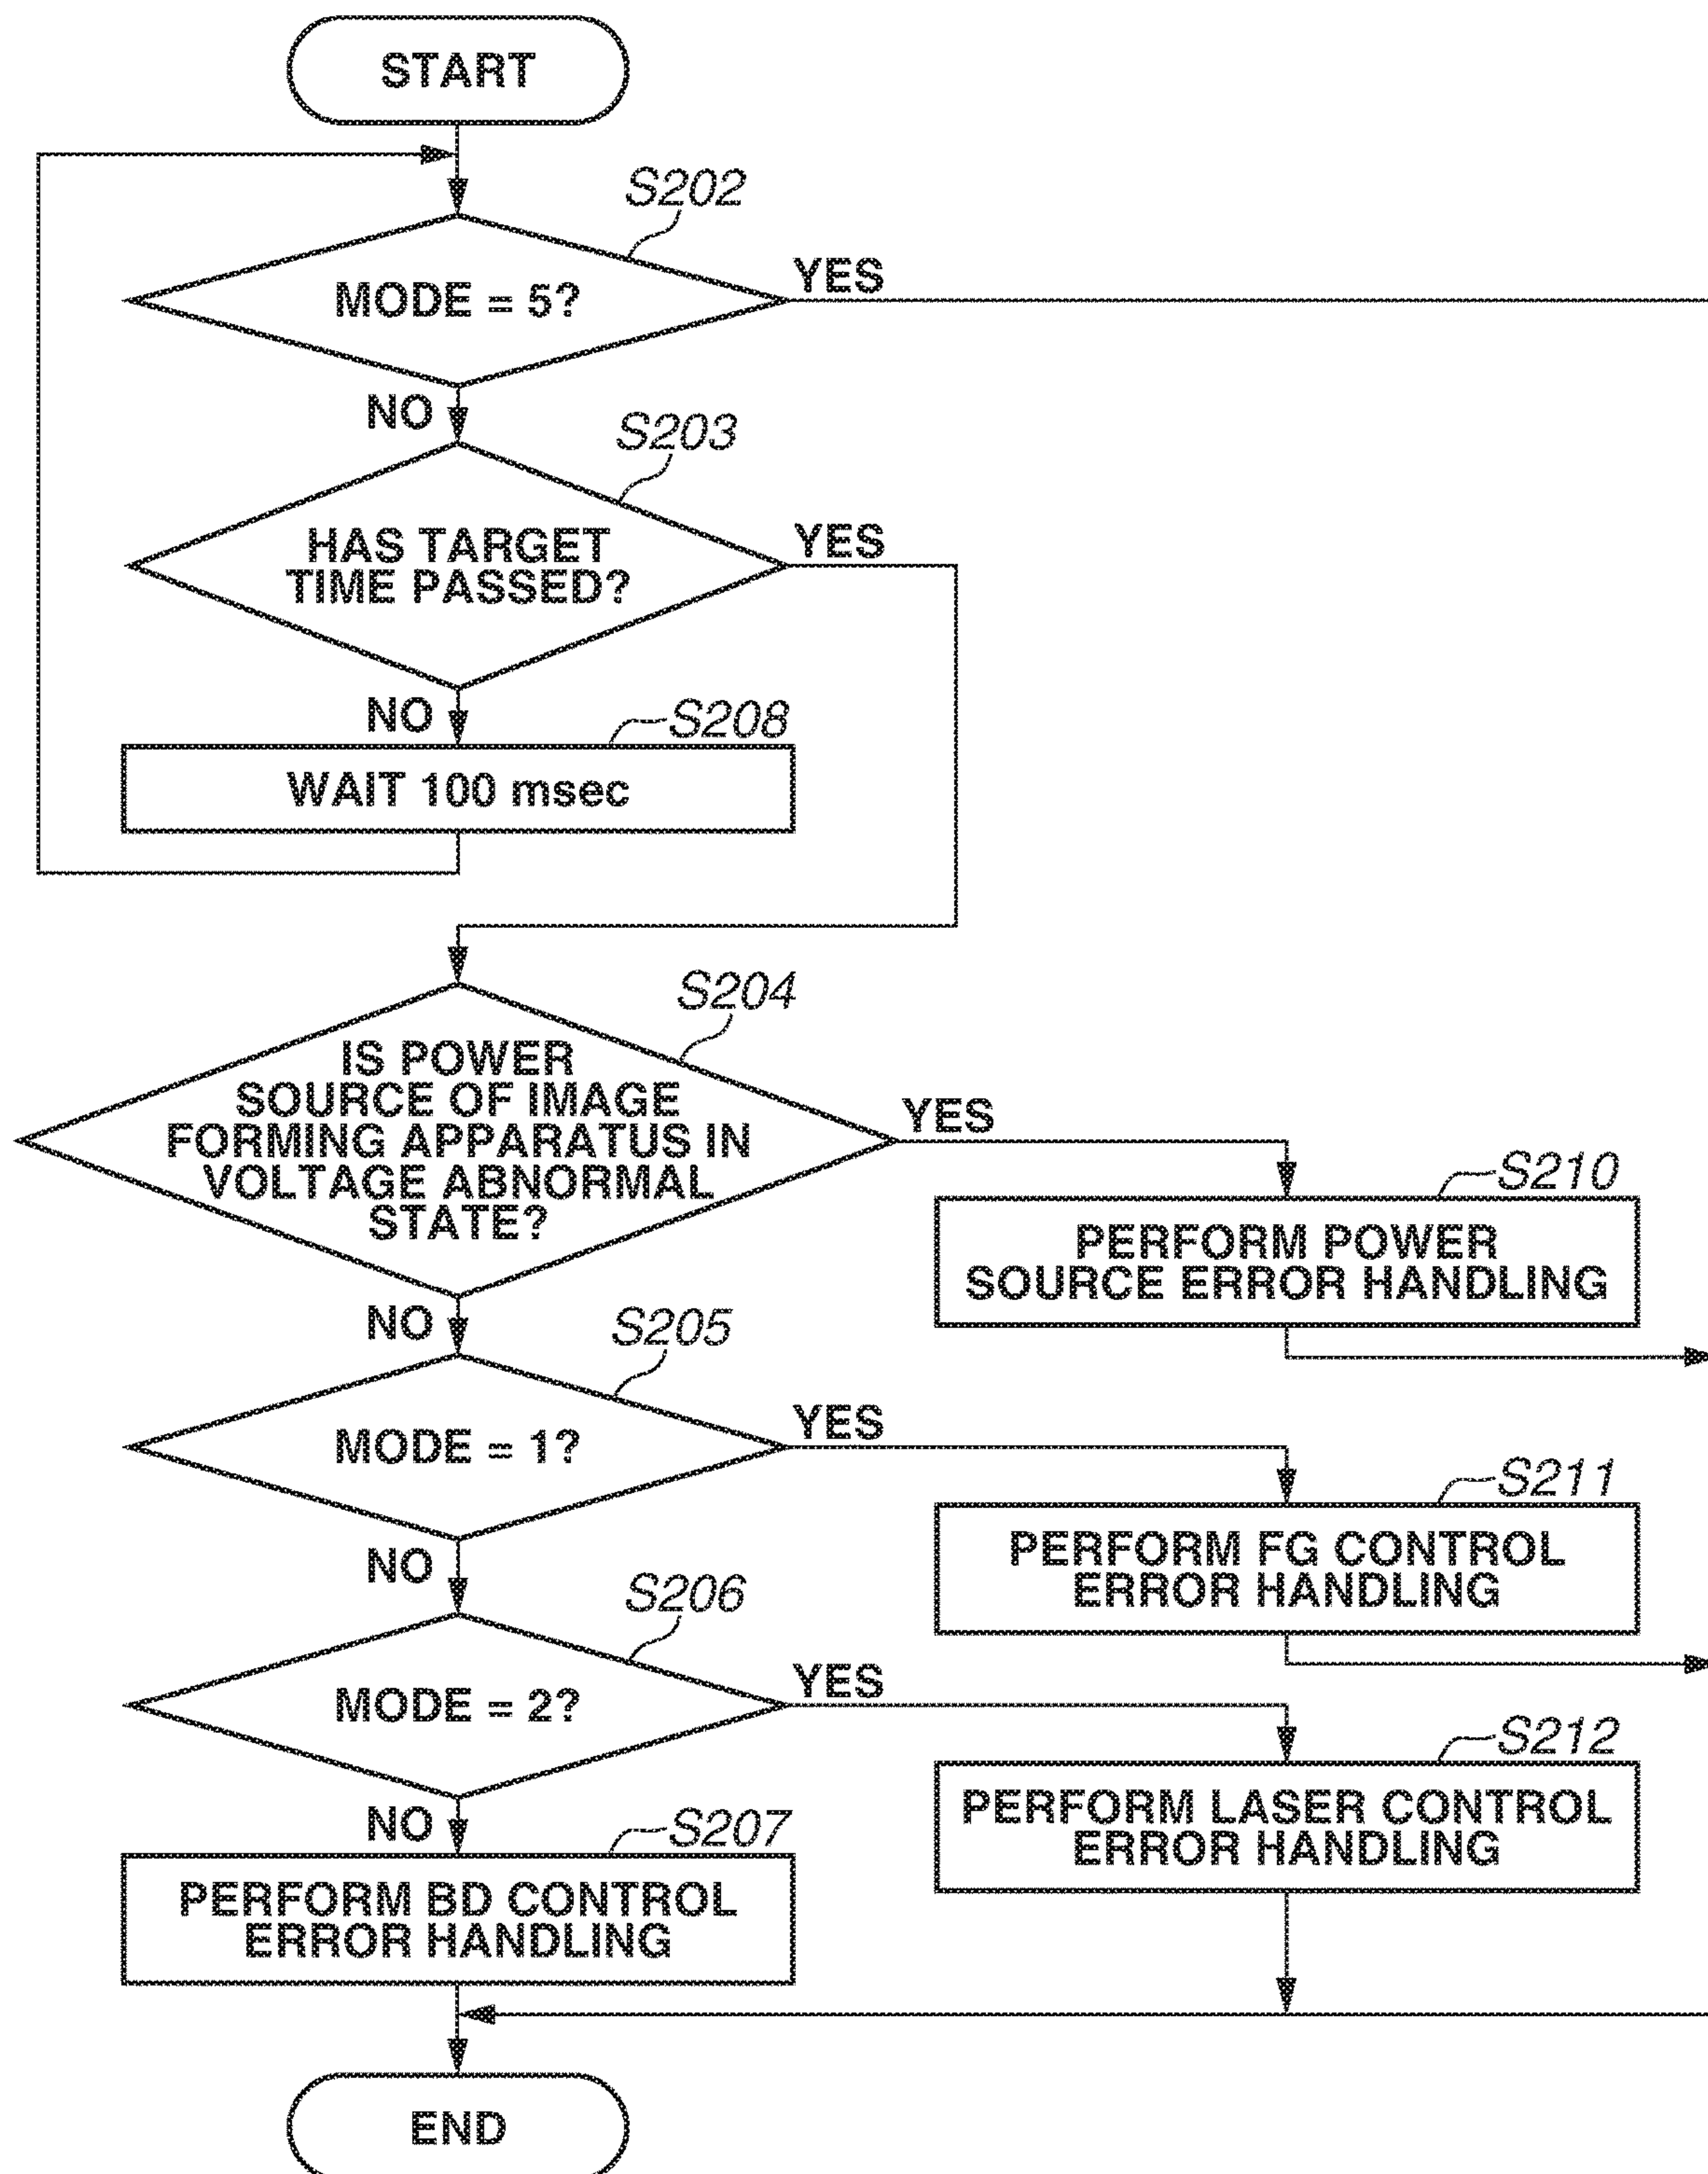 START
S202
MODE = 5?
YES
NO
S203
HAS TARGET
TIME PASSED?
YES
NO
S208
WAIT 100 msec
S204
IS POWER
SOURCE OF IMAGE
FORMING APPARATUS IN
VOLTAGE ABNORMAL
STATE?
YES
S210
PERFORM POWER
SOURCE ERROR HANDLING
NO
S205
MODE = 1?
YES
S211
PERFORM FG CONTROL
ERROR HANDLING
NO
S206
MODE = 2?
YES
S212
PERFORM LASER CONTROL
ERROR HANDLING
NO
S207
PERFORM BD CONTROL
ERROR HANDLING
END